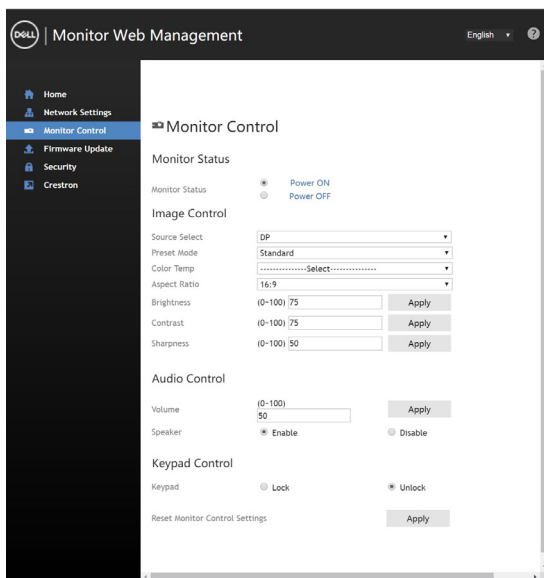 DELL | Monitor Web Management English
?
Home
Network Settings
Monitor Control
Firmware Update
Security
Crestron
Monitor Control
Monitor Status
Monitor Status Power ON
Power OFF
Image Control
Source Select DP
Preset Mode Standard
Color Temp ---------------Select---------------
Aspect Ratio 16:9
Brightness (0~100) 75 Apply
Contrast (0~100) 75 Apply
Sharpness (0~100) 50 Apply
Audio Control
(0~100)
Volume 50 Apply
Speaker Enable Disable
Keypad Control
Keypad Lock Unlock
Reset Monitor Control Settings Apply